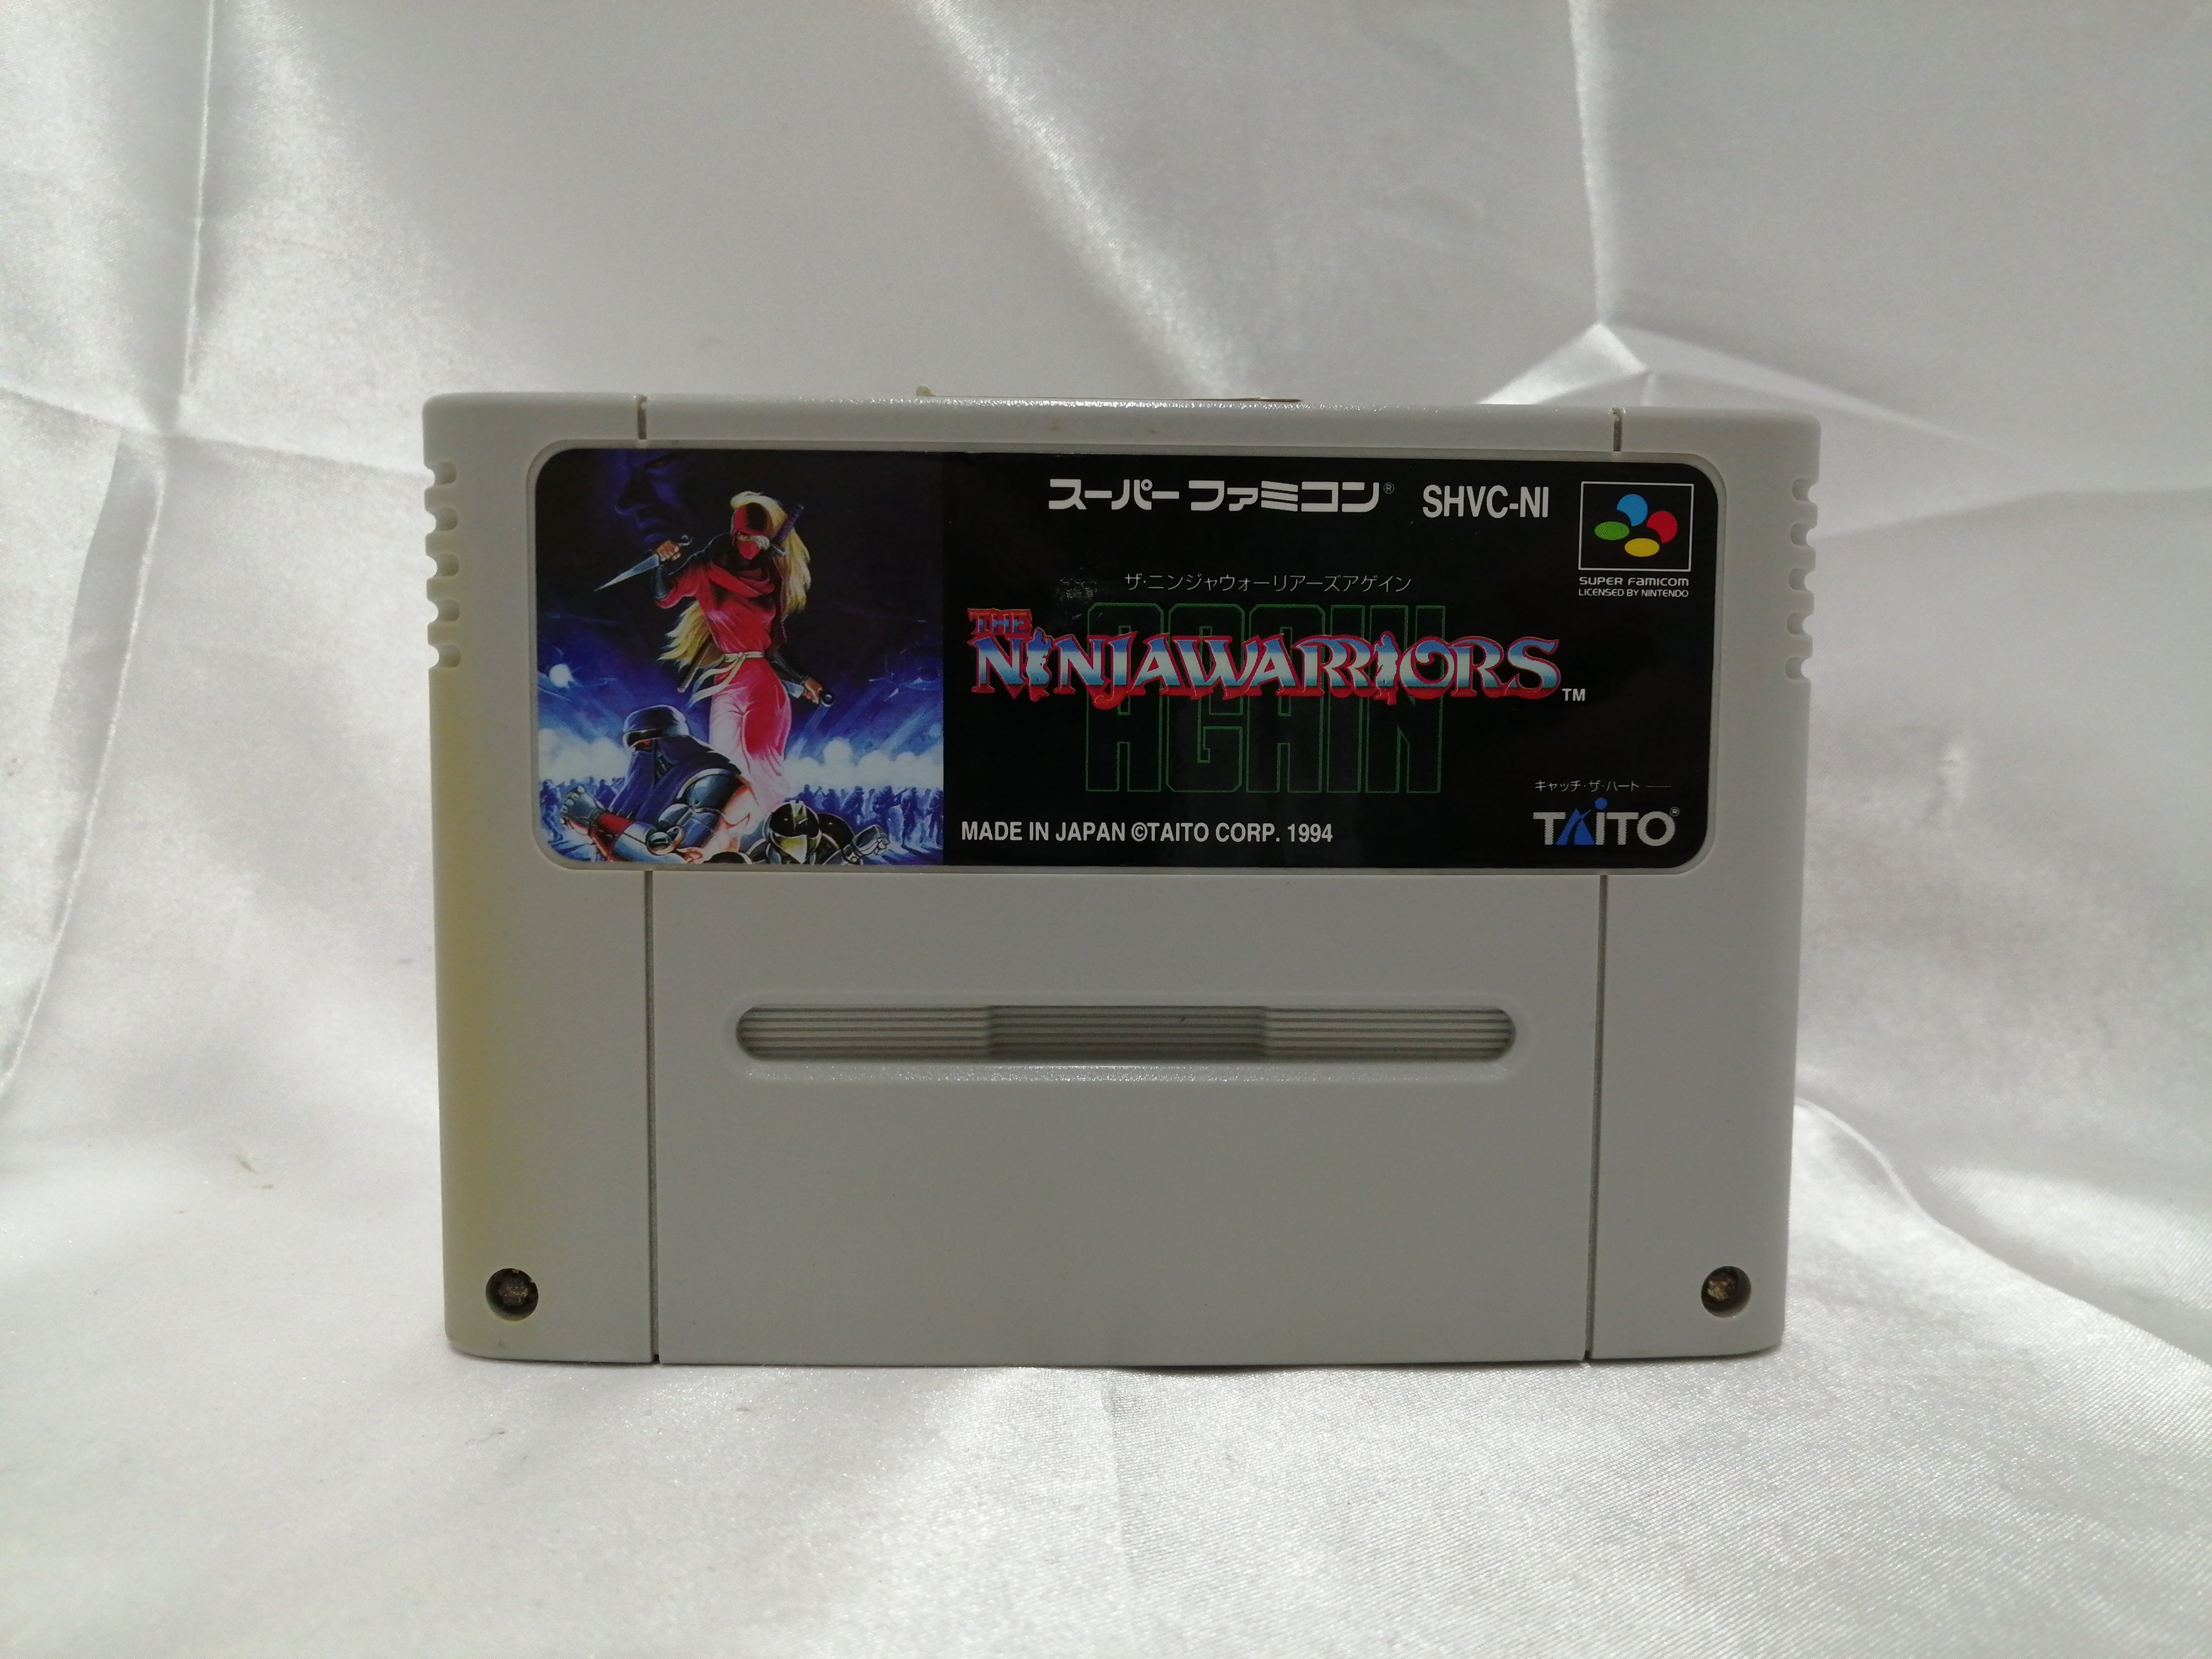 スーパーファミコン® SHVC-NI
SUPER FAMICOM
LICENSED BY NINTENDO
ザ・ニンジャウォーリアーズアゲイン
THE
NINJAWARRIORS™
AGAIN
キャッチ・ザ・ハート
TAITO®
MADE IN JAPAN ©TAITO CORP. 1994